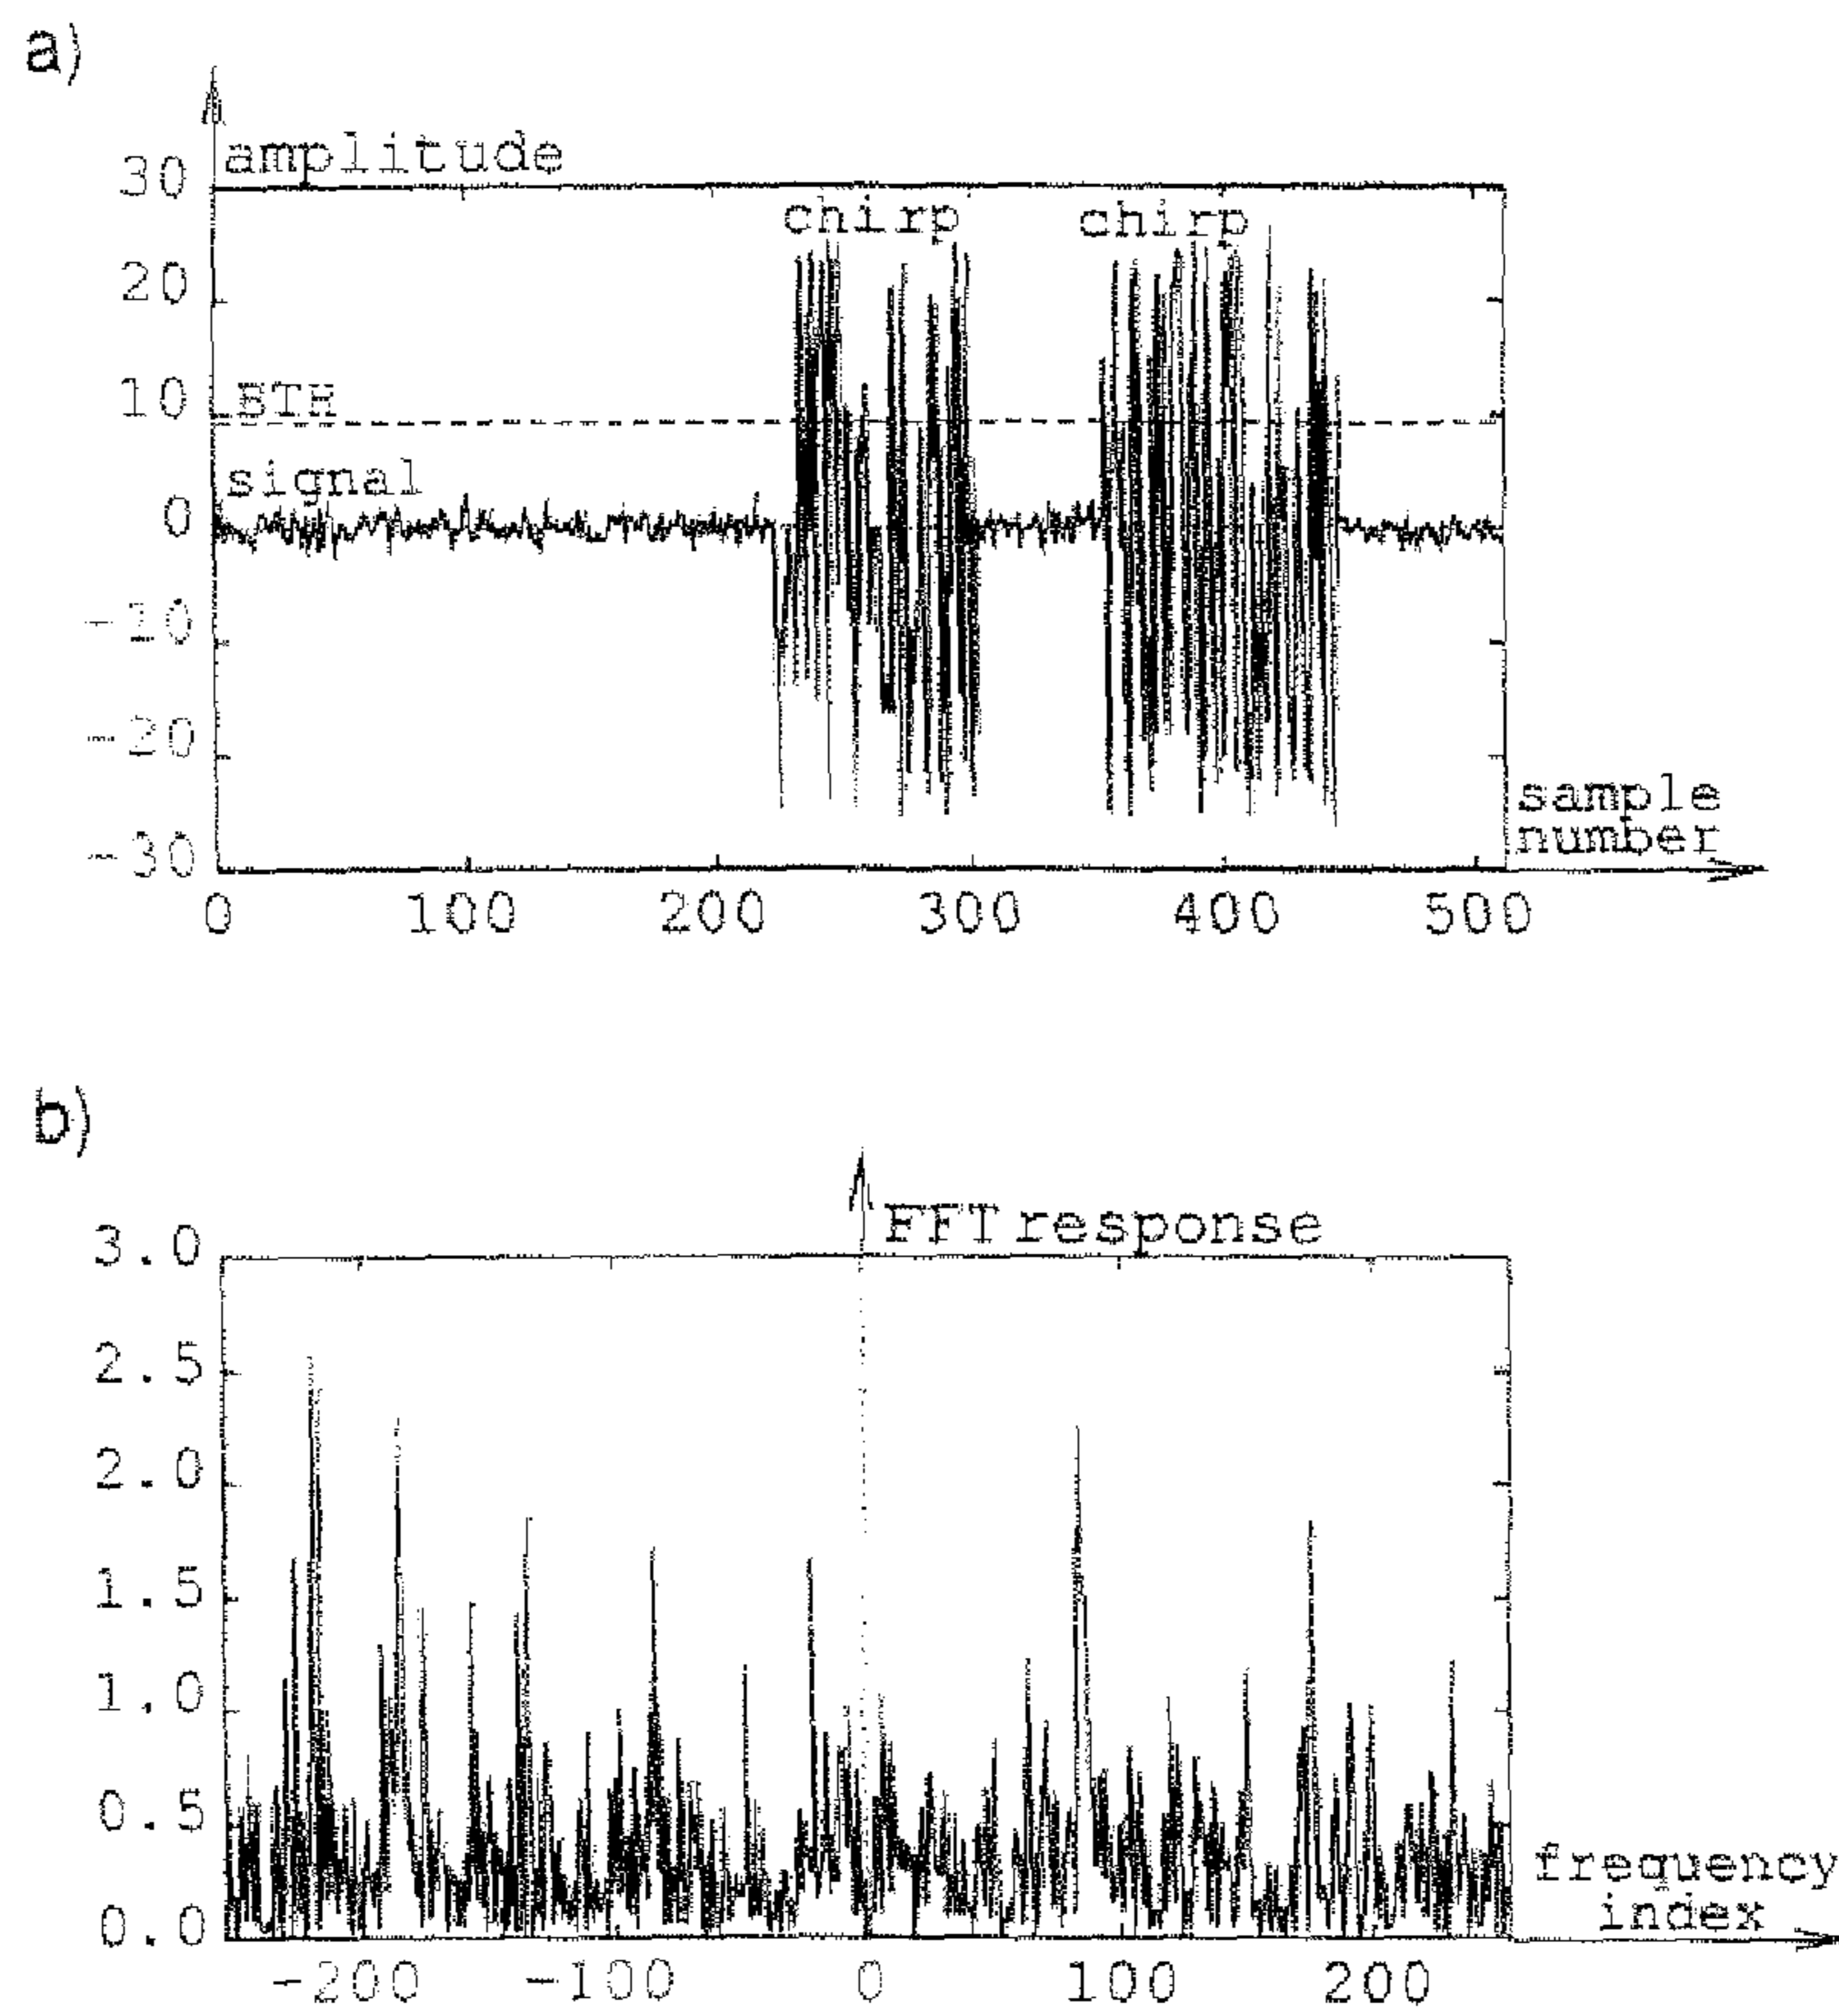 a)
amplitude
30
chirp chirp
20
10
BTH
signal
0
-10
-20
sample
number
-30
0 100 200 300 400 500
b)
FFT response
3.0
2.5
2.0
1.5
1.0
0.5
frequency
index
0.0
-200 -100 0 100 200